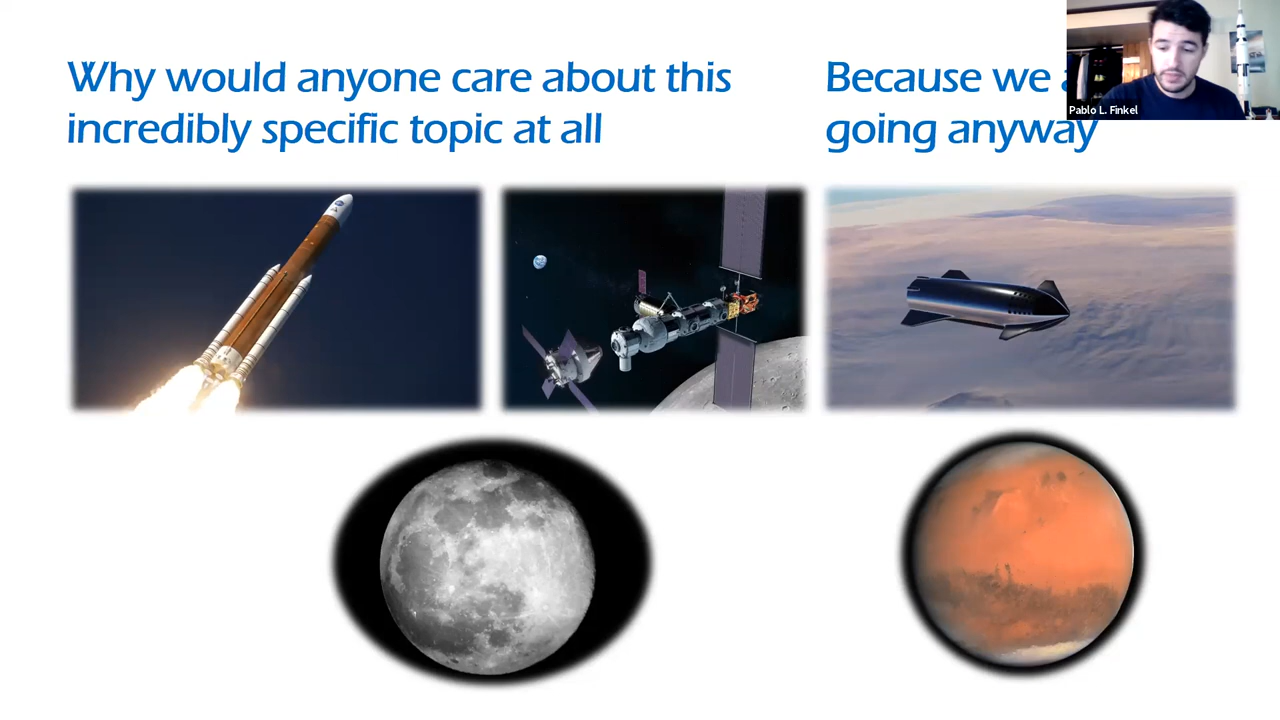 Why would anyone care about this
incredibly specific topic at all
Because we
going anyway
Pablo L. Finkel